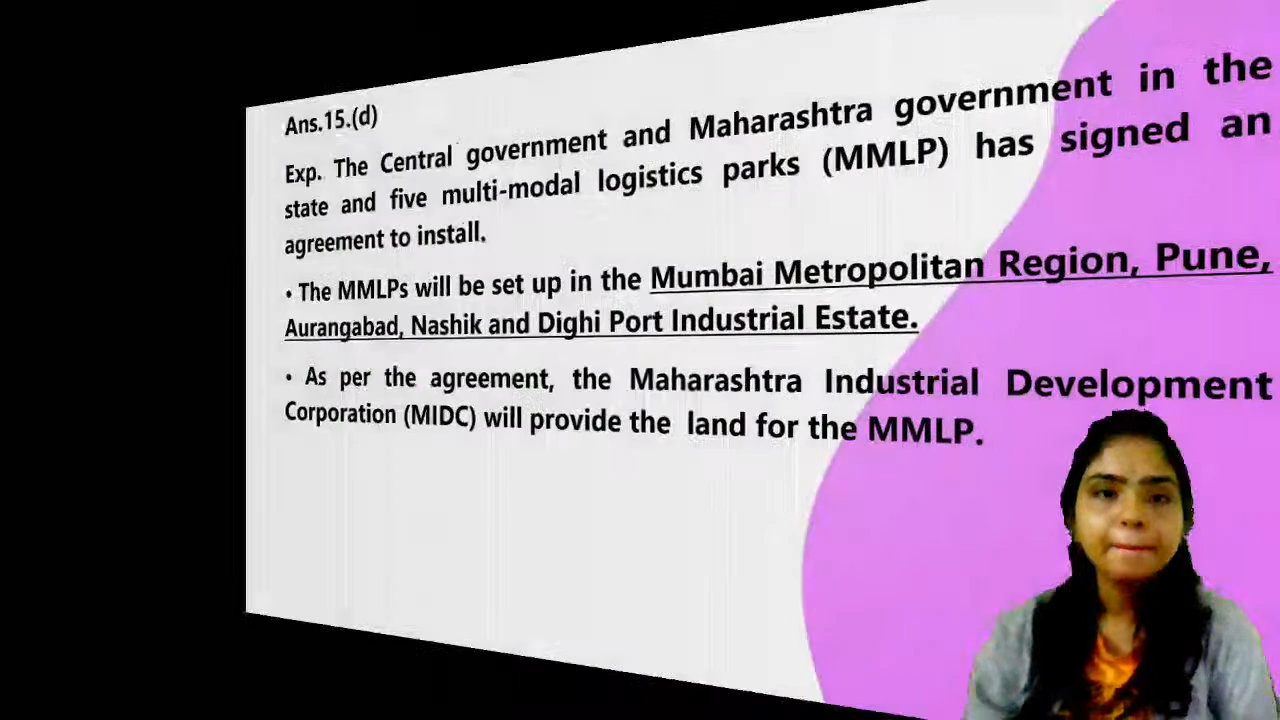 Ans.15.(d)
Exp. The Central government and Maharashtra government in the
state and five multi-modal logistics parks (MMLP) has signed an
agreement to install.
• The MMLPs will be set up in the Mumbai Metropolitan Region, Pune,
Aurangabad, Nashik and Dighi Port Industrial Estate.
• As per the agreement, the Maharashtra Industrial Development
Corporation (MIDC) will provide the land for the MMLP.